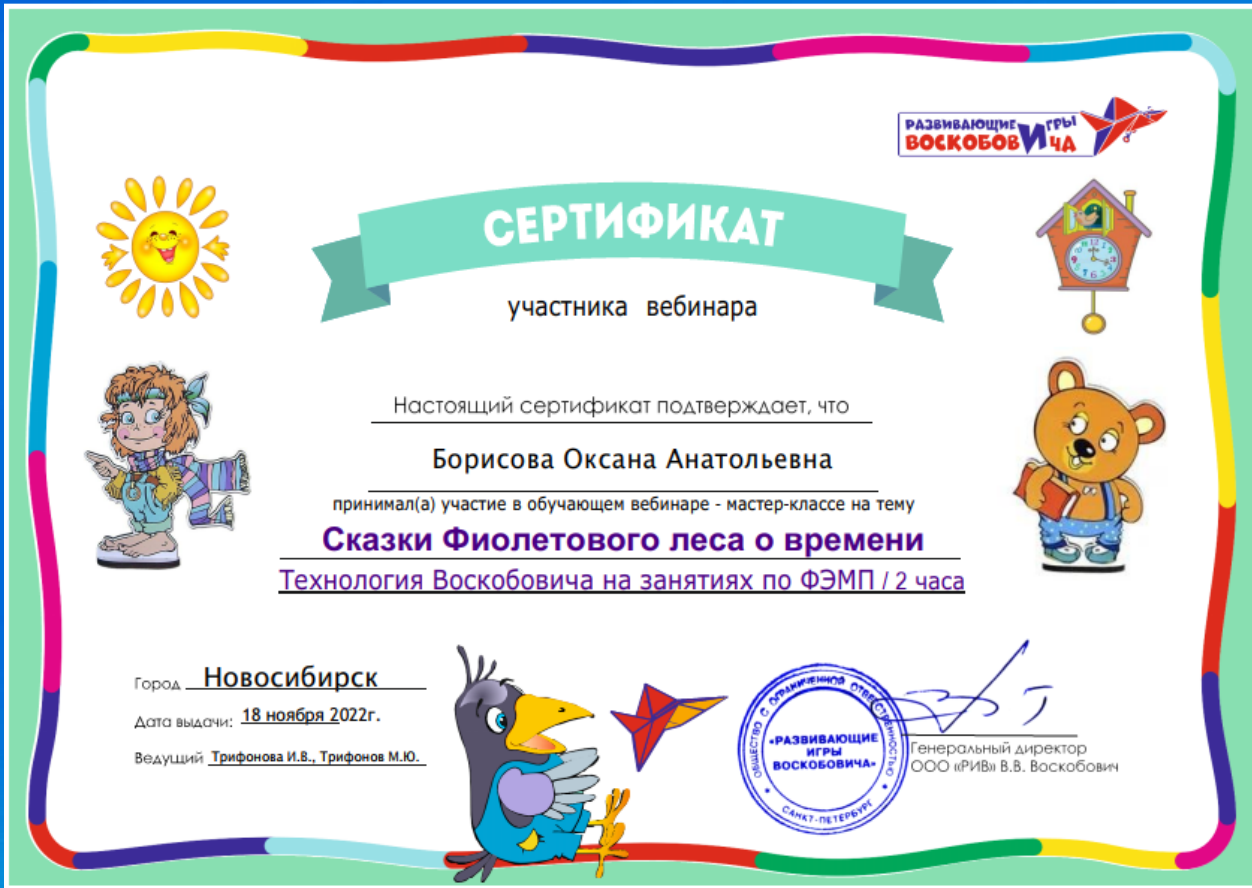 РАЗВИВАЮЩИЕ ИГРЫ
ВОСКОБОВИЧА
СЕРТИФИКАТ
участника вебинара
Настоящий сертификат подтверждает, что
Борисова Оксана Анатольевна
принимал(а) участие в обучающем вебинаре - мастер-классе на тему
Сказки Фиолетового леса о времени
Технология Воскобовича на занятиях по ФЭМП / 2 часа
Город Новосибирск
Дата выдачи: 18 ноября 2022г.
Ведущий Трифонова И.В., Трифонов М.Ю.
ОБЩЕСТВО С ОГРАНИЧЕННОЙ ОТВЕТСТВЕННОСТЬЮ
«РАЗВИВАЮЩИЕ
ИГРЫ
ВОСКОБОВИЧА»
САНКТ-ПЕТЕРБУРГ
Генеральный директор
ООО «РИВ» В.В. Воскобович